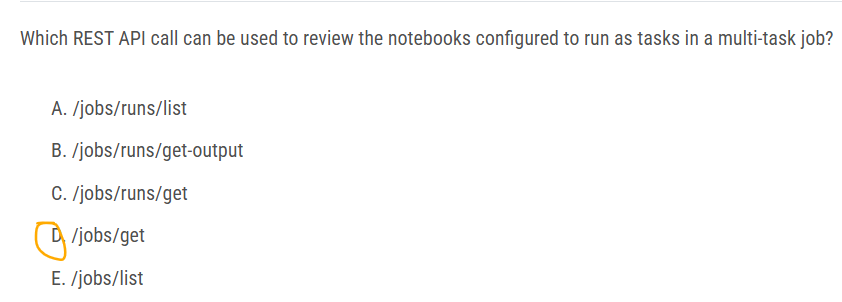 Which REST API call can be used to review the notebooks configured to run as tasks in a multi-task job?
A. /jobs/runs/list
B. /jobs/runs/get-output
C. /jobs/runs/get
D. /jobs/get
E. /jobs/list